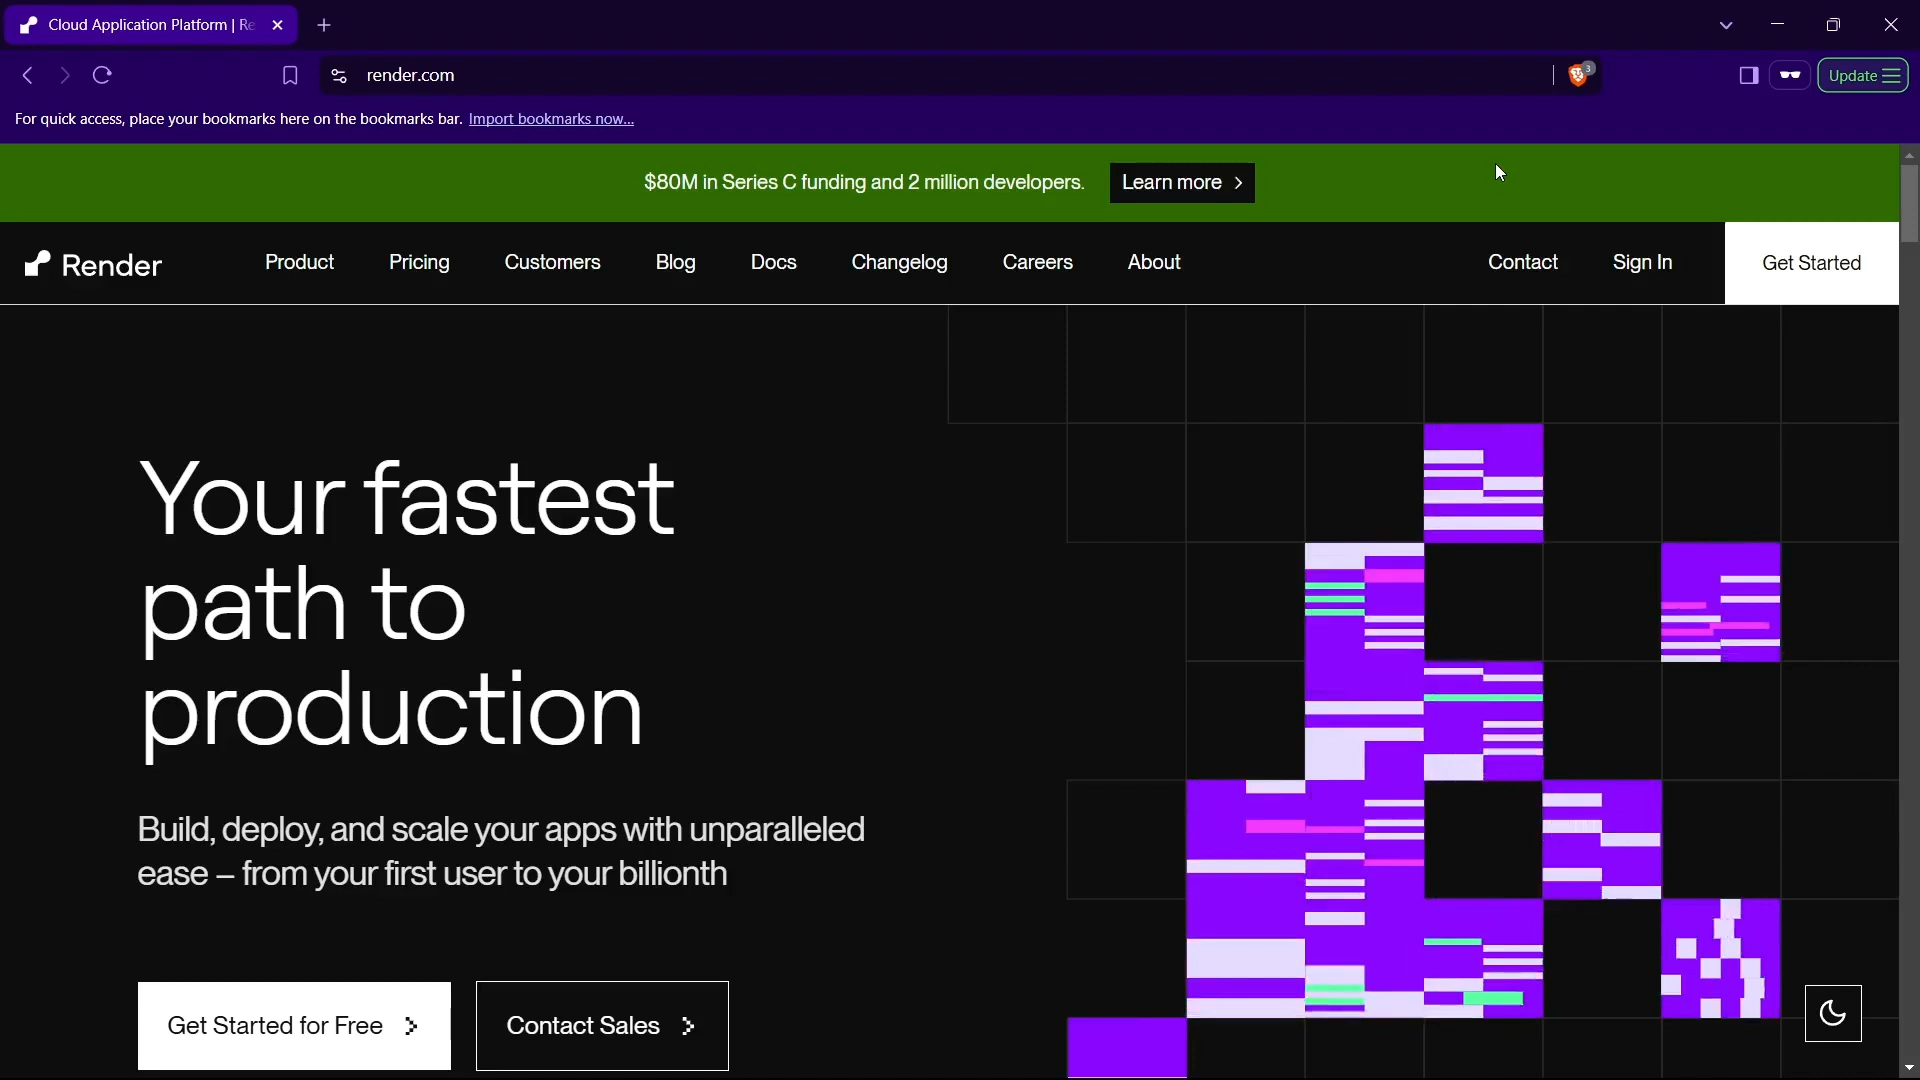 Cloud Application Platform | Re
render.com
3
Update
For quick access, place your bookmarks here on the bookmarks bar. Import bookmarks now...
$80M in Series C funding and 2 million developers. Learn more
Render Product Pricing Customers Blog Docs Changelog Careers About Contact Sign In Get Started
Your fastest
path to
production
Build, deploy, and scale your apps with unparalleled
ease – from your first user to your billionth
Get Started for Free Contact Sales